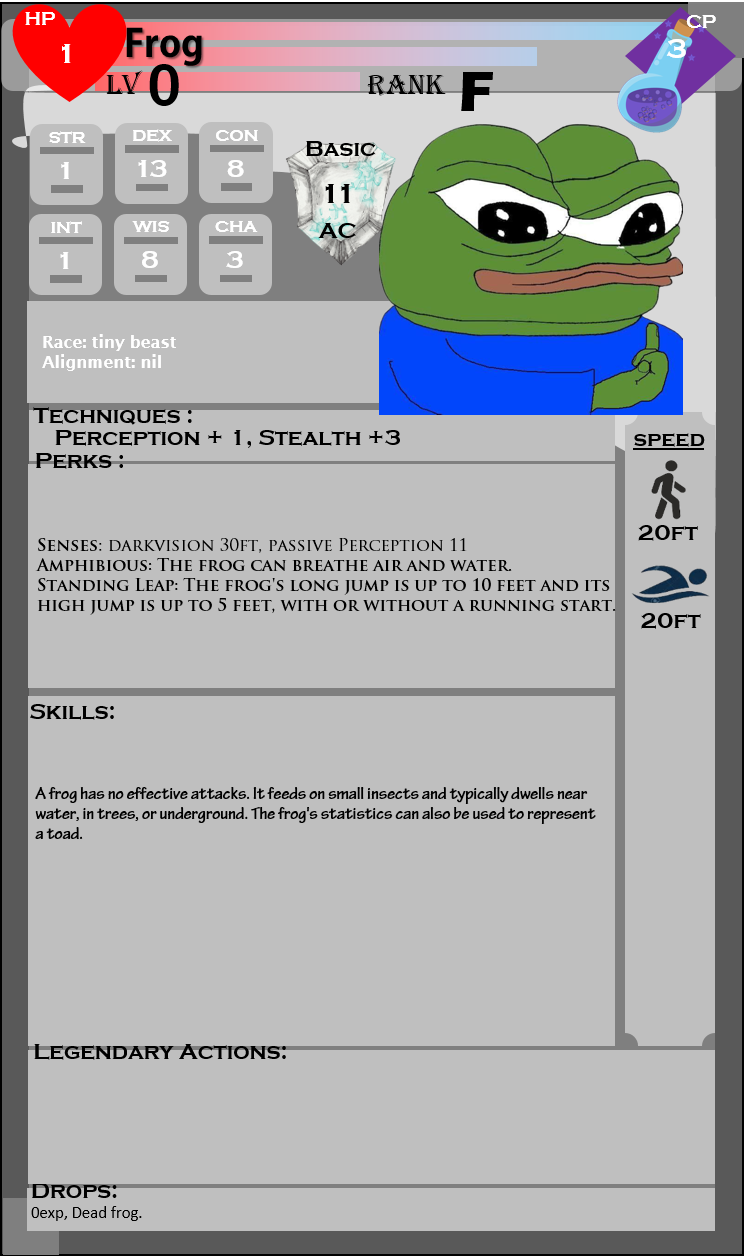 HP
1
Frog
CP
3
LV 0
RANK F
STR
1
DEX
13
CON
8
INT
1
WIS
8
CHA
3
Basic
11
AC
Race: tiny beast
Alignment: nil
Techniques :
Perception + 1, Stealth +3
Perks :
Senses: darkvision 30ft, passive Perception 11
Amphibious: The frog can breathe air and water.
Standing Leap: The frog's long jump is up to 10 feet and its
high jump is up to 5 feet, with or without a running start.
SPEED
20FT
20FT
Skills:
A frog has no effective attacks. It feeds on small insects and typically dwells near
water, in trees, or underground. The frog's statistics can also be used to represent
a toad.
Legendary Actions:
Drops:
0exp, Dead frog.